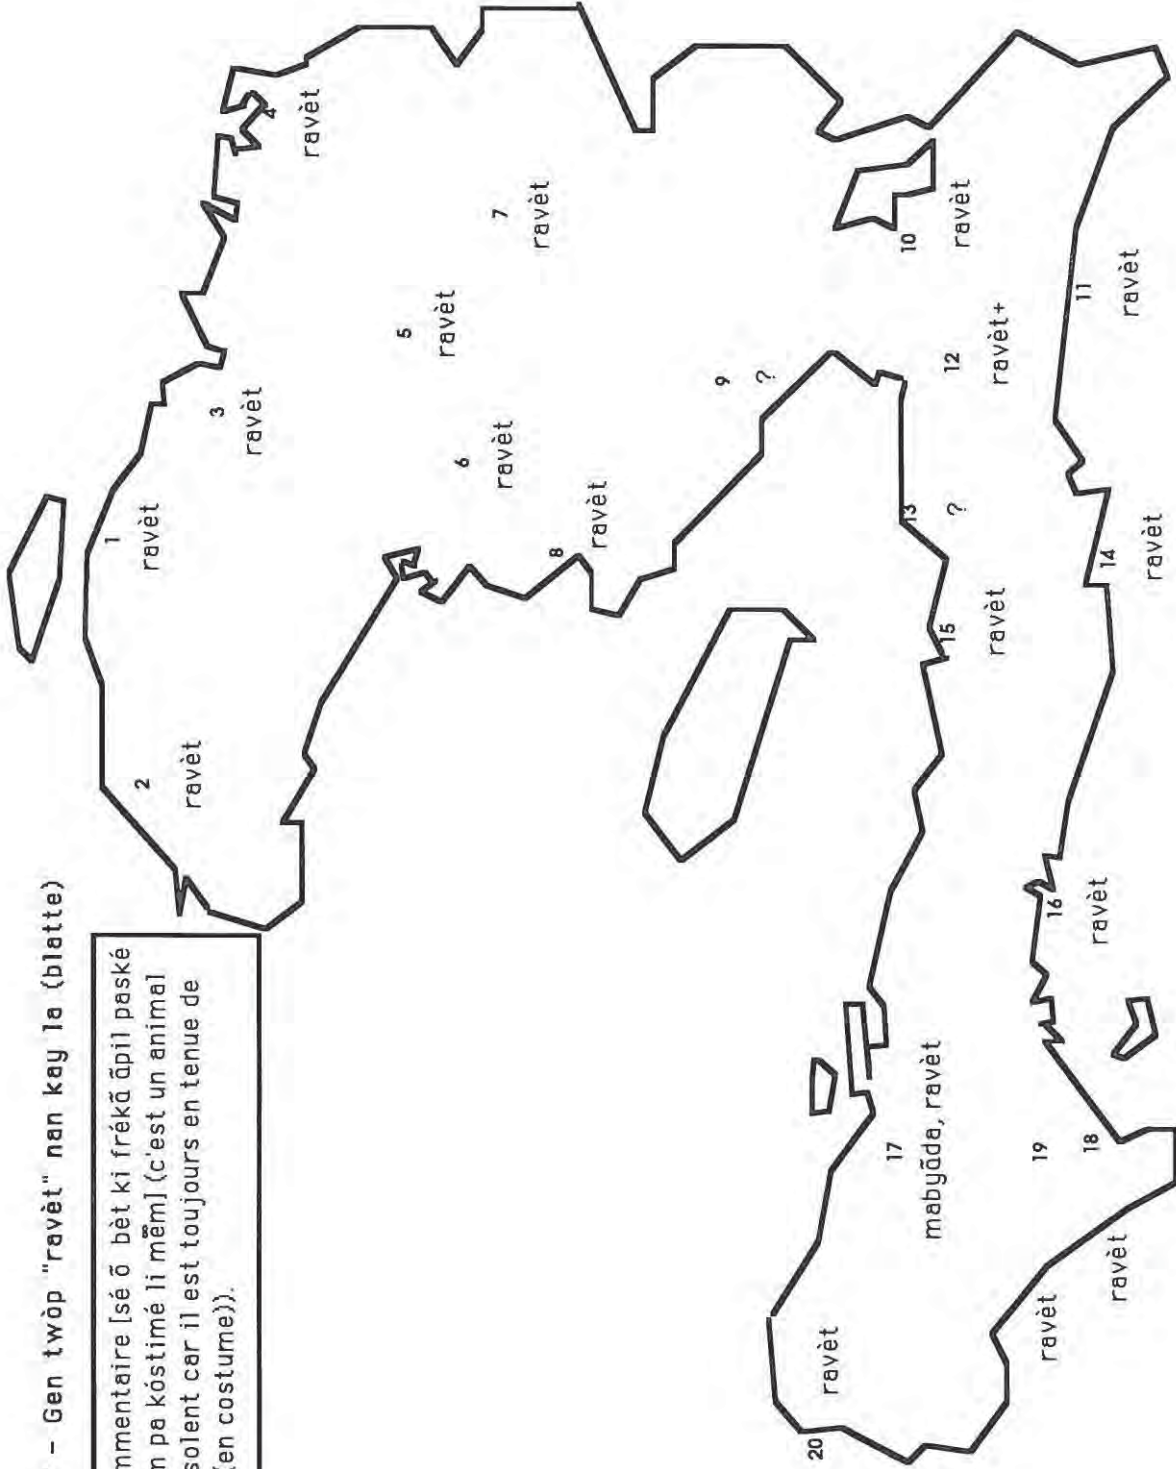 – Gen twòp "ravèt" nan kay la (blatte)
mmentaire [sé õ bèt ki frékã ãpil paské
n pa kóstimé li mẽm] (c'est un animal
solent car il est toujours en tenue de
(en costume)).
1
ravèt
2
ravèt
3
ravèt
4
ravèt
5
ravèt
6
ravèt
7
ravèt
8
ravèt
9
?
10
ravèt
11
ravèt
12
ravèt+
13
?
14
ravèt
15
ravèt
16
ravèt
17
mabyãda, ravèt
18
ravèt
19
ravèt
20
ravèt